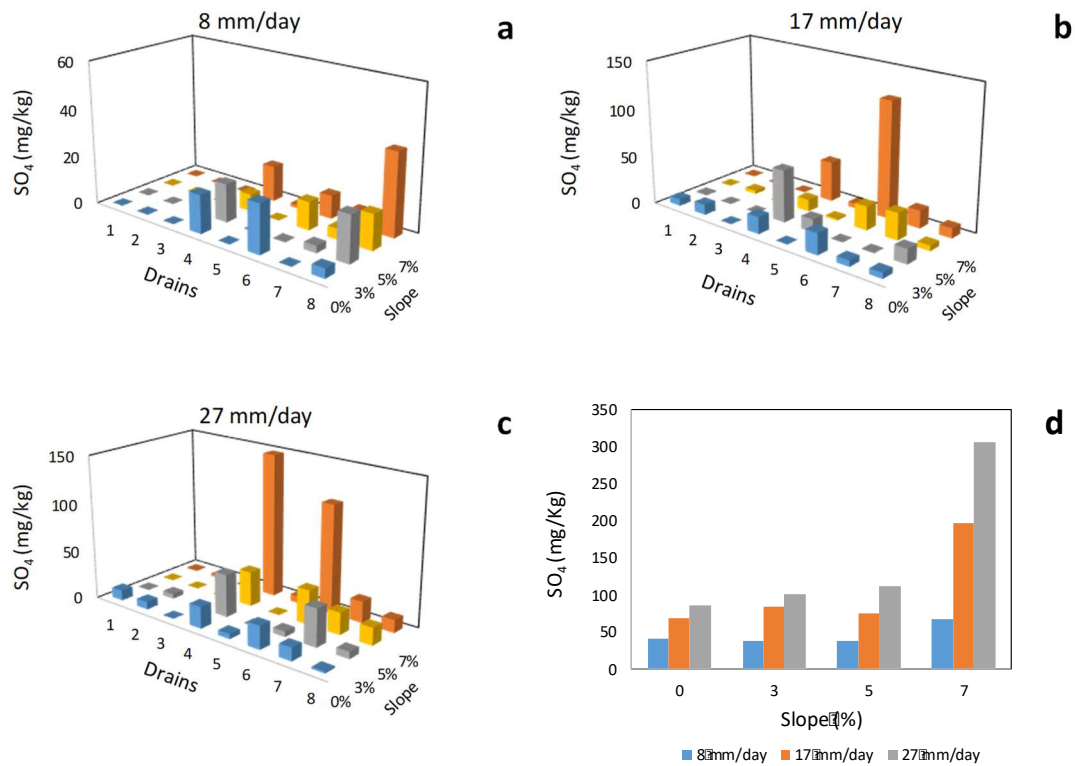 8 mm/day
a
SO₄ (mg/kg)
60
40
20
0
1 2 3 4 5 6 7 8
Drains
0% 3% 5% 7%
Slope
17 mm/day
b
SO₄ (mg/kg)
150
100
50
0
1 2 3 4 5 6 7 8
Drains
0% 3% 5% 7%
Slope
27 mm/day
c
SO₄ (mg/kg)
150
100
50
0
1 2 3 4 5 6 7 8
Drains
0% 3% 5% 7%
Slope
d
SO₄ (mg/Kg)
350
300
250
200
150
100
50
0
0 3 5 7
Slope (%)
8 mm/day 17 mm/day 27 mm/day